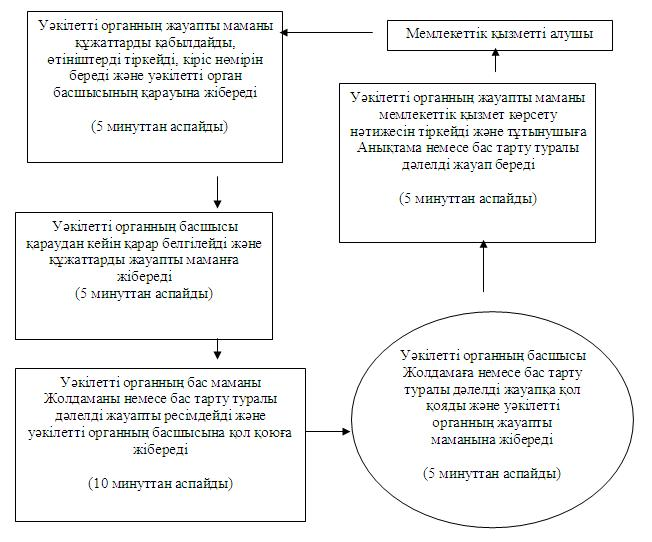 Уәкілетті органның жауапты маманы
құжаттарды қабылдайды,
өтініштерді тіркейді, кіріс нөмірін
береді және уәкілетті орган
басшысының қарауына жібереді
(5 минуттан аспайды)
Мемлекеттік қызметті алушы
Уәкілетті органның жауапты маманы
мемлекеттік қызмет көрсету
нәтижесін тіркейді және тұтынушыға
Анықтама немесе бас тарту туралы
дәлелді жауап береді
(5 минуттан аспайды)
Уәкілетті органның басшысы
қараудан кейін қарар белгілейді және
құжаттарды жауапты маманға
жібереді
(5 минуттан аспайды)
Уәкілетті органның бас маманы
Жолдаманы немесе бас тарту туралы
дәлелді жауапты ресімдейді және
уәкілетті органның басшысына қол қоюға
жібереді
(10 минуттан аспайды)
Уәкілетті органның басшысы
Жолдамаға немесе бас тарту
туралы дәлелді жауапқа қол
қояды және уәкілетті
органның жауапты
маманына жібереді
(5 минуттан аспайды)